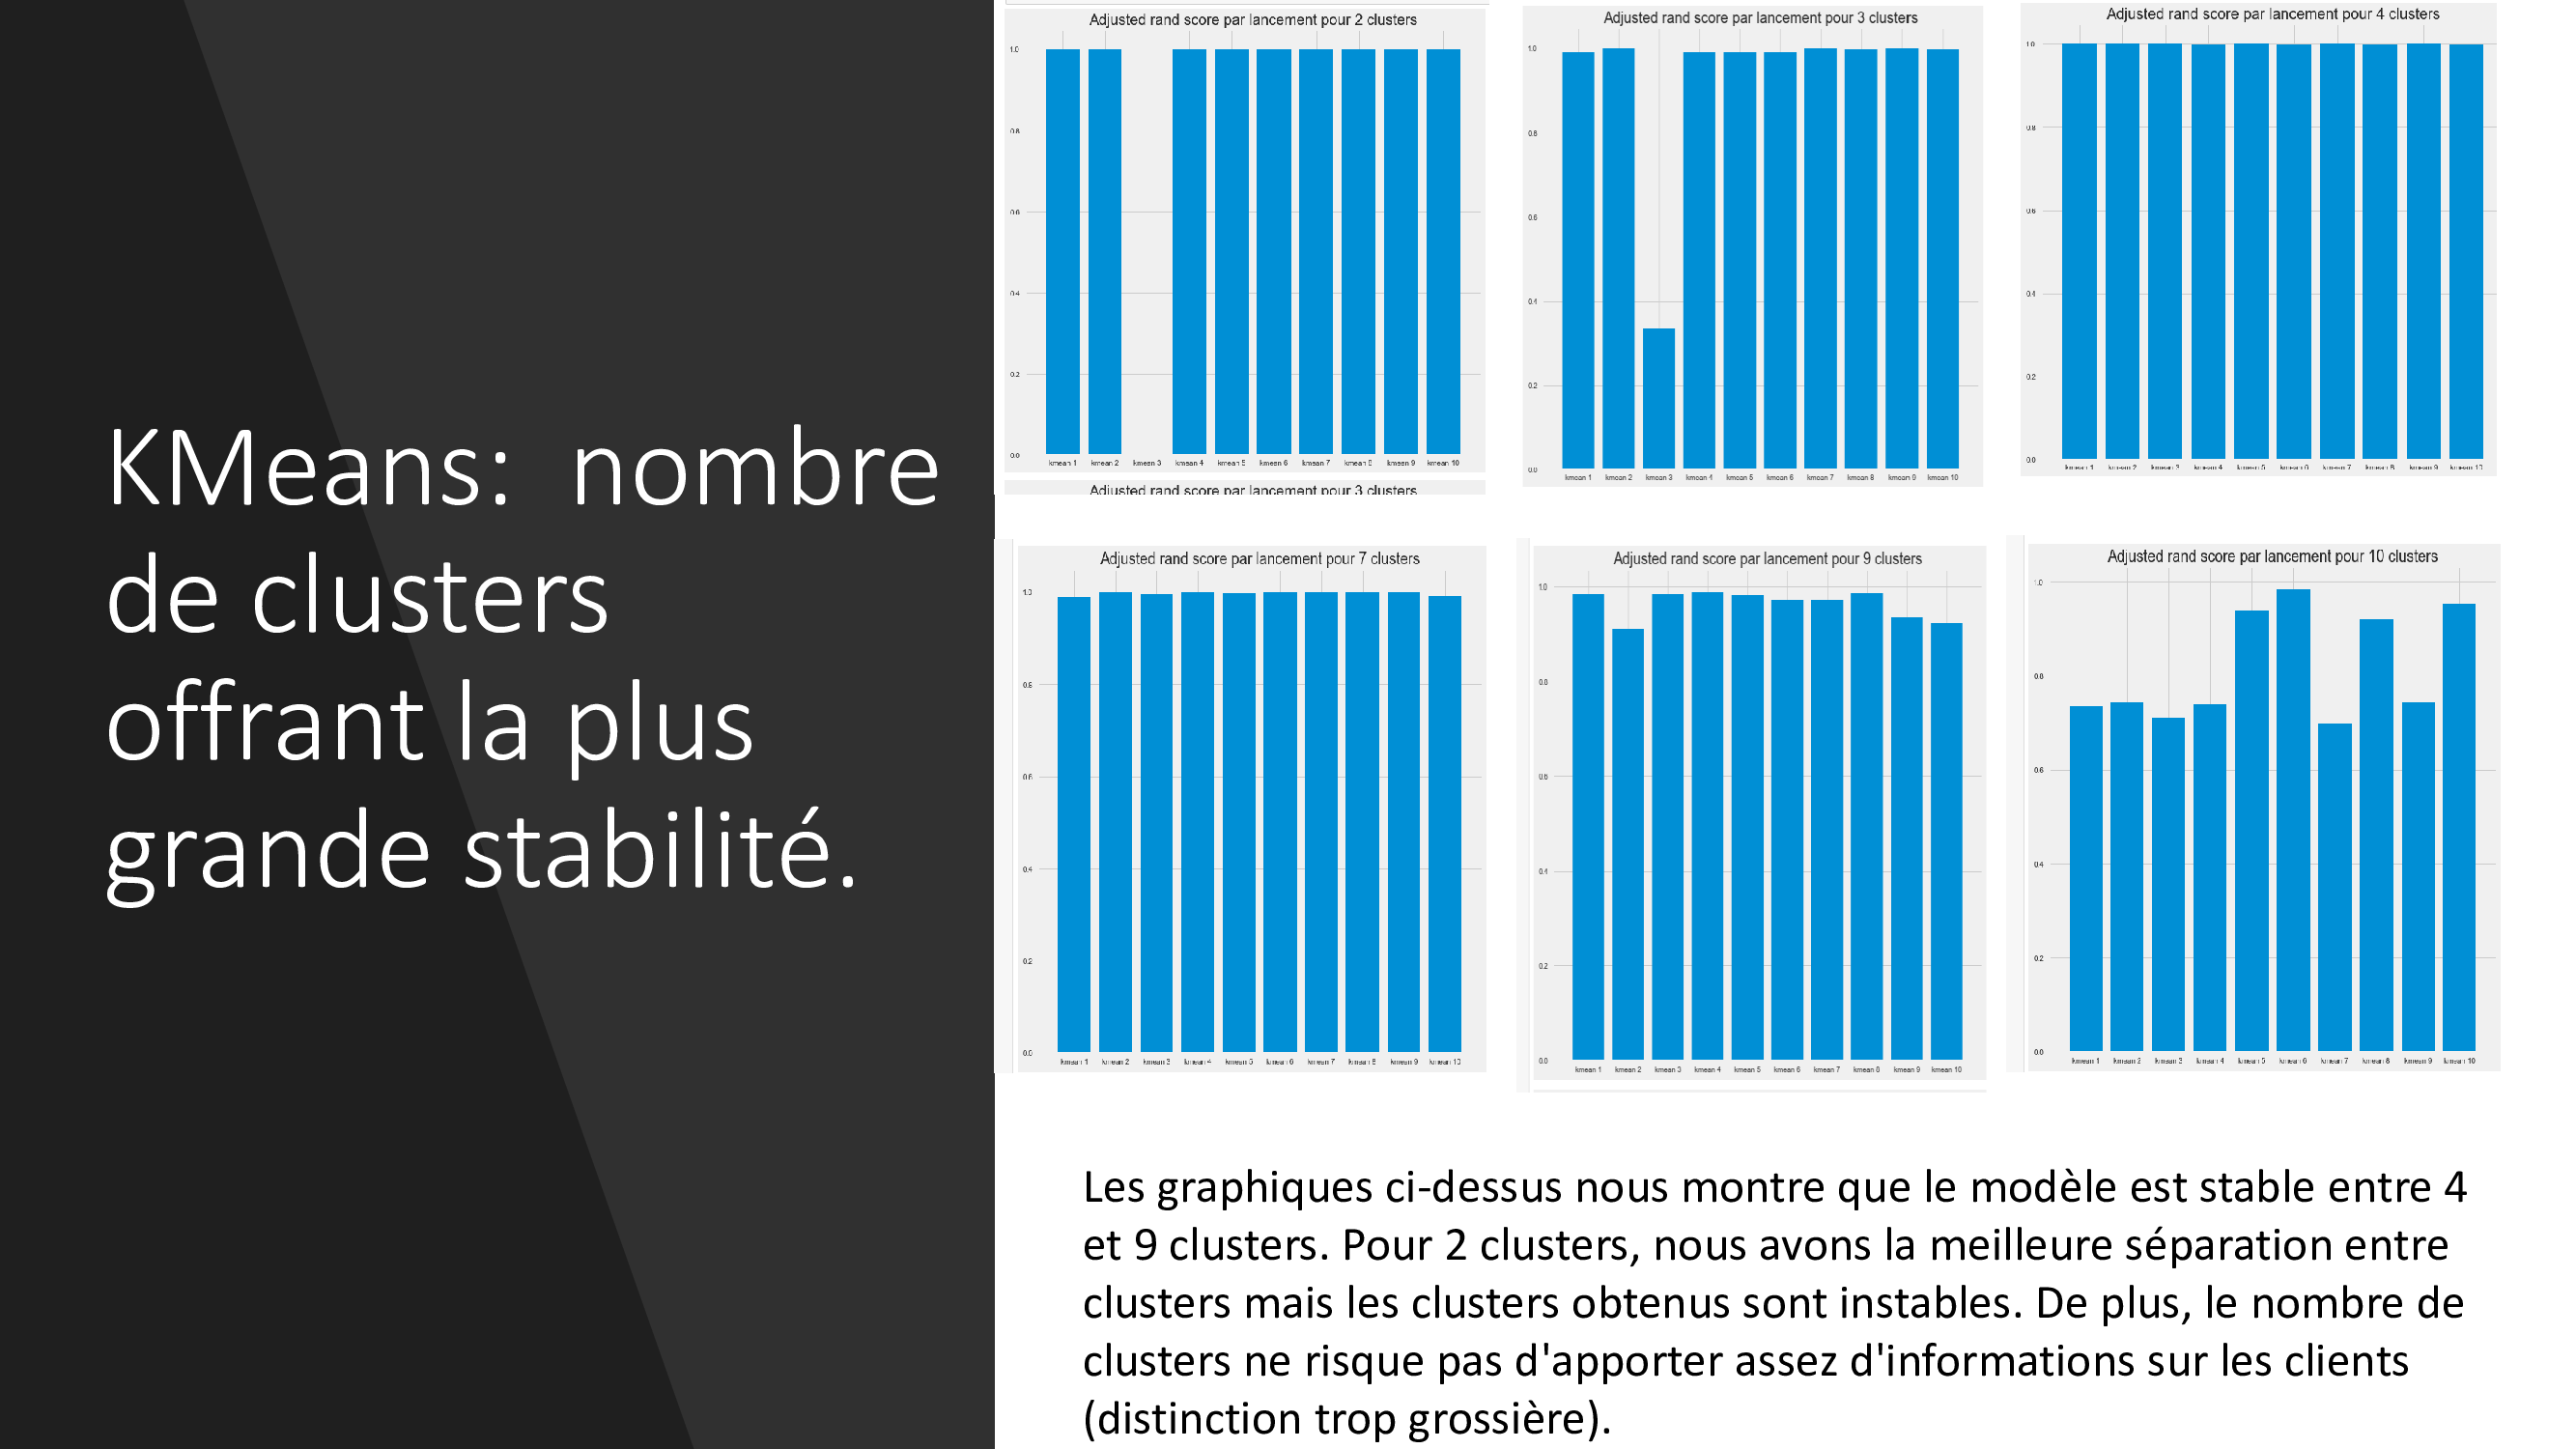 KMeans: nombre
de clusters
offrant la plus
grande stabilité.
Adjusted rand score par lancement pour 2 clusters
1.0
0.8
0.6
0.4
0.2
0.0
kmean 1 kmean 2 kmean 3 kmean 4 kmean 5 kmean 6 kmean 7 kmean 8 kmean 9 kmean 10
Adjusted rand score par lancement pour 3 clusters
Adjusted rand score par lancement pour 3 clusters
1.0
0.8
0.6
0.4
0.2
0.0
kmean 1 kmean 2 kmean 3 kmean 4 kmean 5 kmean 6 kmean 7 kmean 8 kmean 9 kmean 10
Adjusted rand score par lancement pour 4 clusters
1.0
0.8
0.6
0.4
0.2
0.0
kmean 1 kmean 2 kmean 3 kmean 4 kmean 5 kmean 6 kmean 7 kmean 8 kmean 9 kmean 10
Adjusted rand score par lancement pour 7 clusters
1.0
0.8
0.6
0.4
0.2
0.0
kmean 1 kmean 2 kmean 3 kmean 4 kmean 5 kmean 6 kmean 7 kmean 8 kmean 9 kmean 10
Adjusted rand score par lancement pour 9 clusters
1.0
0.8
0.6
0.4
0.2
0.0
kmean 1 kmean 2 kmean 3 kmean 4 kmean 5 kmean 6 kmean 7 kmean 8 kmean 9 kmean 10
Adjusted rand score par lancement pour 10 clusters
1.0
0.8
0.6
0.4
0.2
0.0
kmean 1 kmean 2 kmean 3 kmean 4 kmean 5 kmean 6 kmean 7 kmean 8 kmean 9 kmean 10
Les graphiques ci-dessus nous montre que le modèle est stable entre 4
et 9 clusters. Pour 2 clusters, nous avons la meilleure séparation entre
clusters mais les clusters obtenus sont instables. De plus, le nombre de
clusters ne risque pas d'apporter assez d'informations sur les clients
(distinction trop grossière).